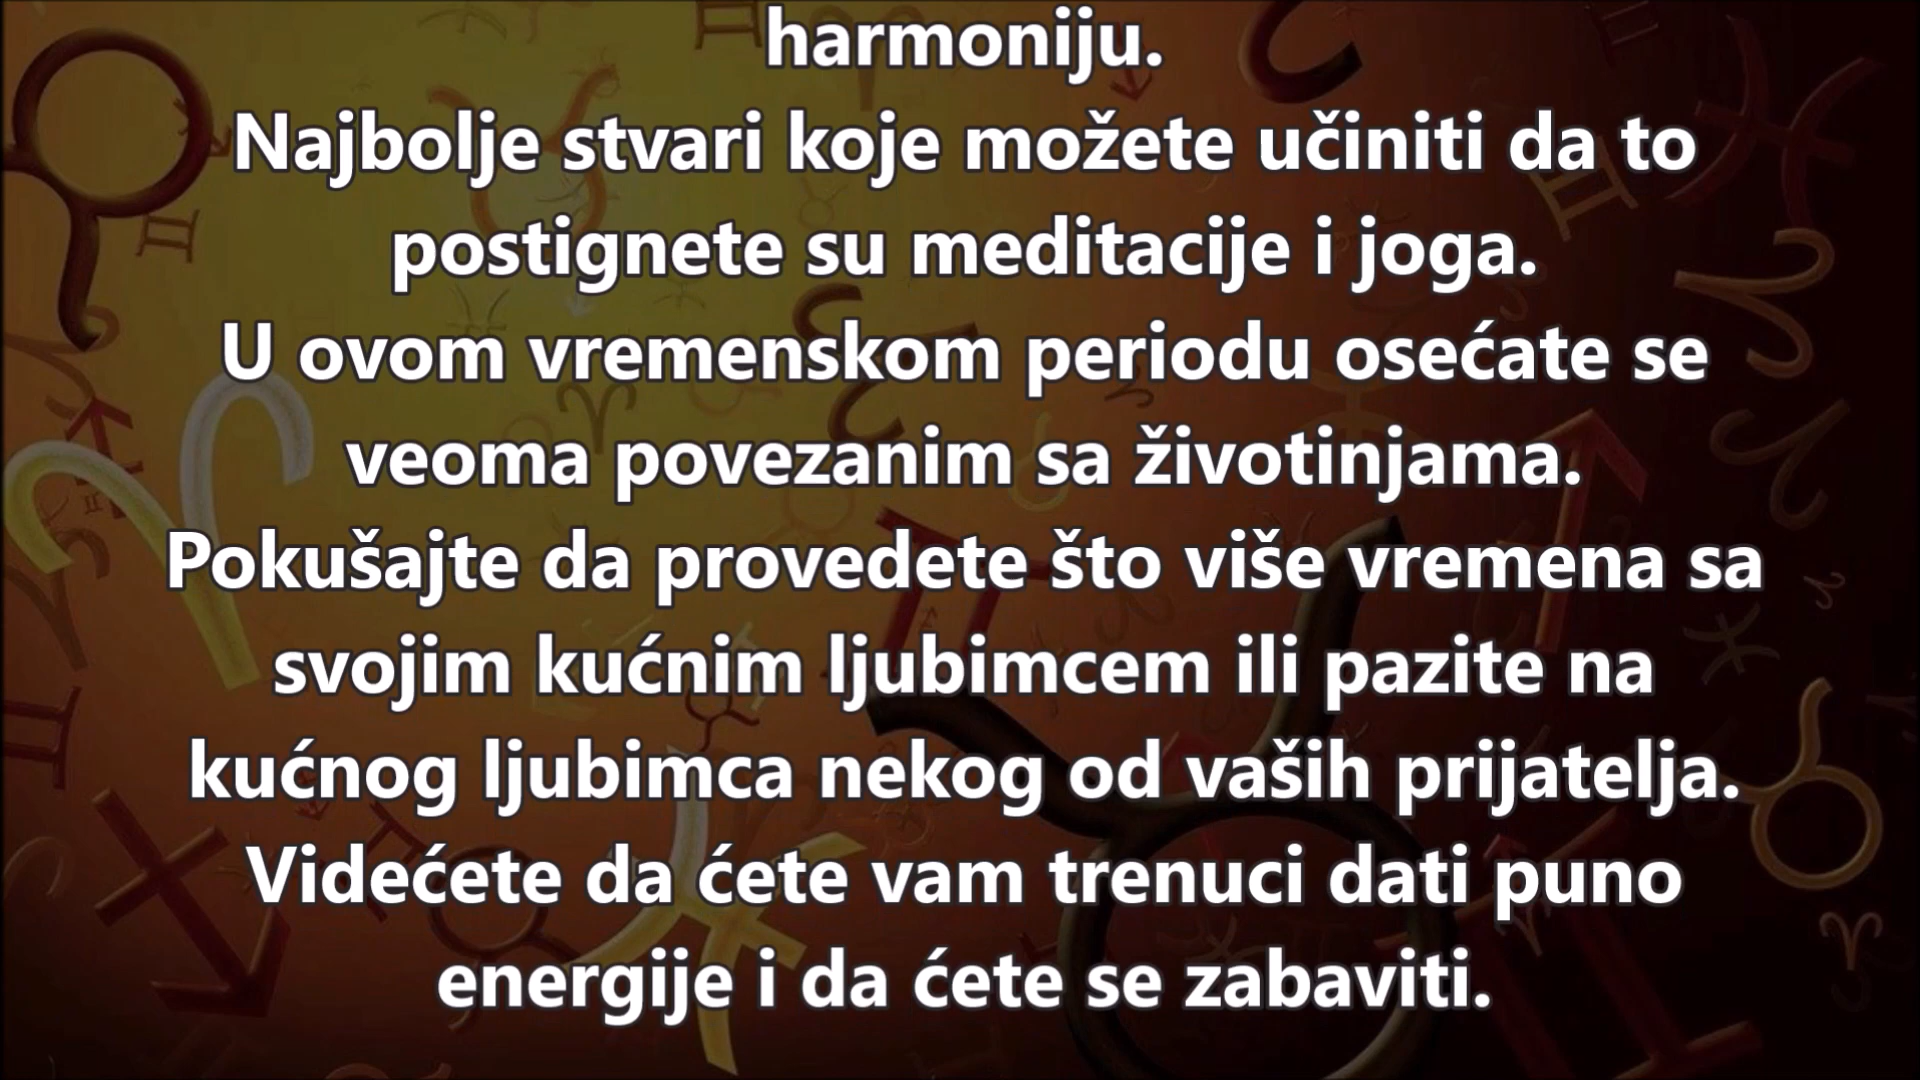 harmoniju.
Najbolje stvari koje možete učiniti da to
postignete su meditacije i joga.
U ovom vremenskom periodu osećate se
veoma povezanim sa životinjama.
Pokušajte da provedete što više vremena sa
svojim kućnim ljubimcem ili pazite na
kućnog ljubimca nekog od vaših prijatelja.
Videćete da ćete vam trenuci dati puno
energije i da ćete se zabaviti.